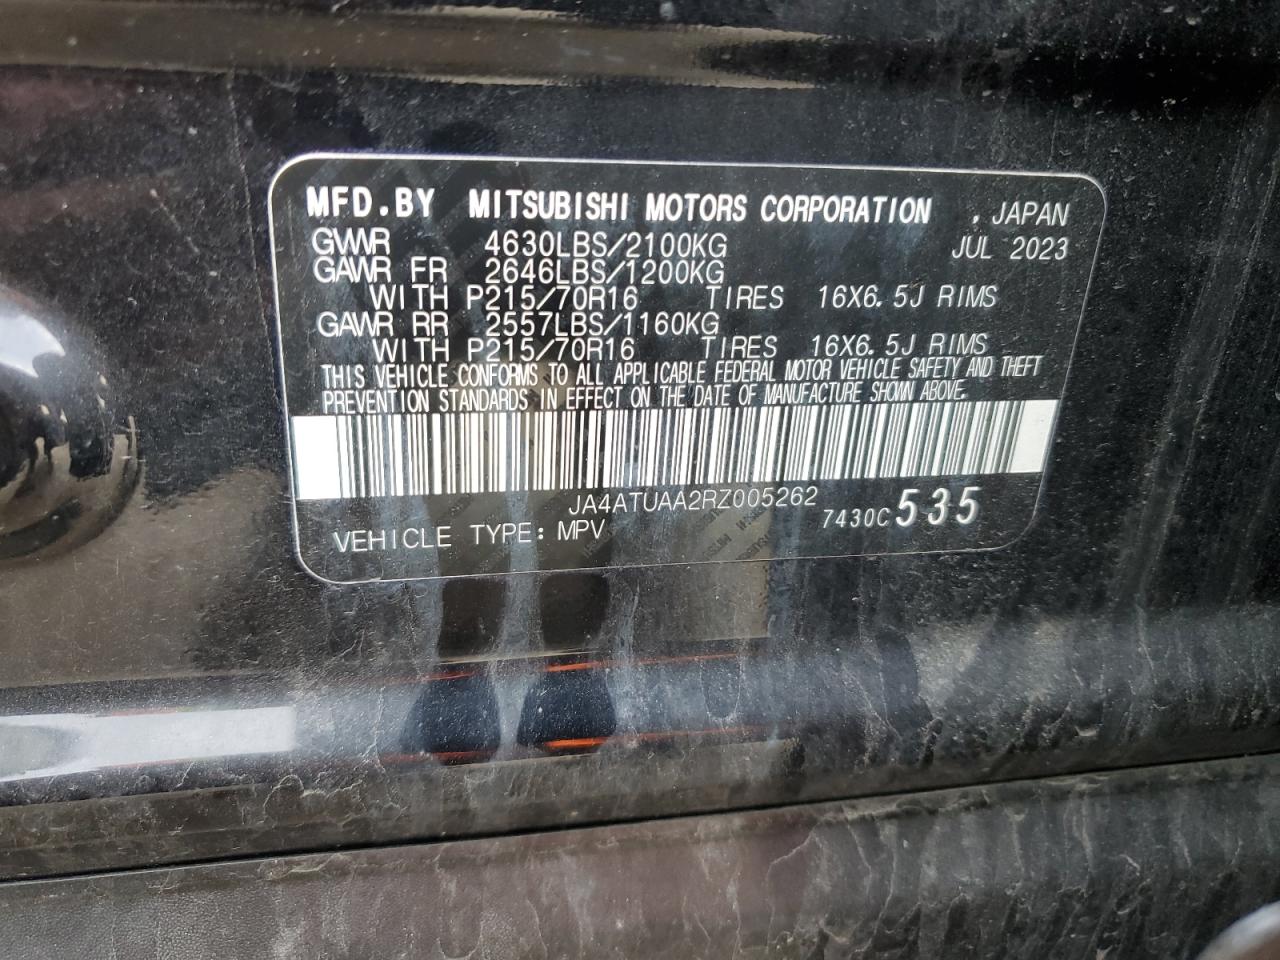 MFD.BY MITSUBISHI MOTORS CORPORATION , JAPAN
GVWR 4630LBS/2100KG JUL 2023
GAWR FR 2646LBS/1200KG
WITH P215/70R16 TIRES 16X6.5J RIMS
GAWR RR 2557LBS/1160KG
WITH P215/70R16 TIRES 16X6.5J RIMS
THIS VEHICLE CONFORMS TO ALL APPLICABLE FEDERAL MOTOR VEHICLE SAFETY AND THEFT
PREVENTION STANDARDS IN EFFECT ON THE DATE OF MANUFACTURE SHOWN ABOVE.
JA4ATUAA2RZ005262
VEHICLE TYPE: MPV 7430C 535